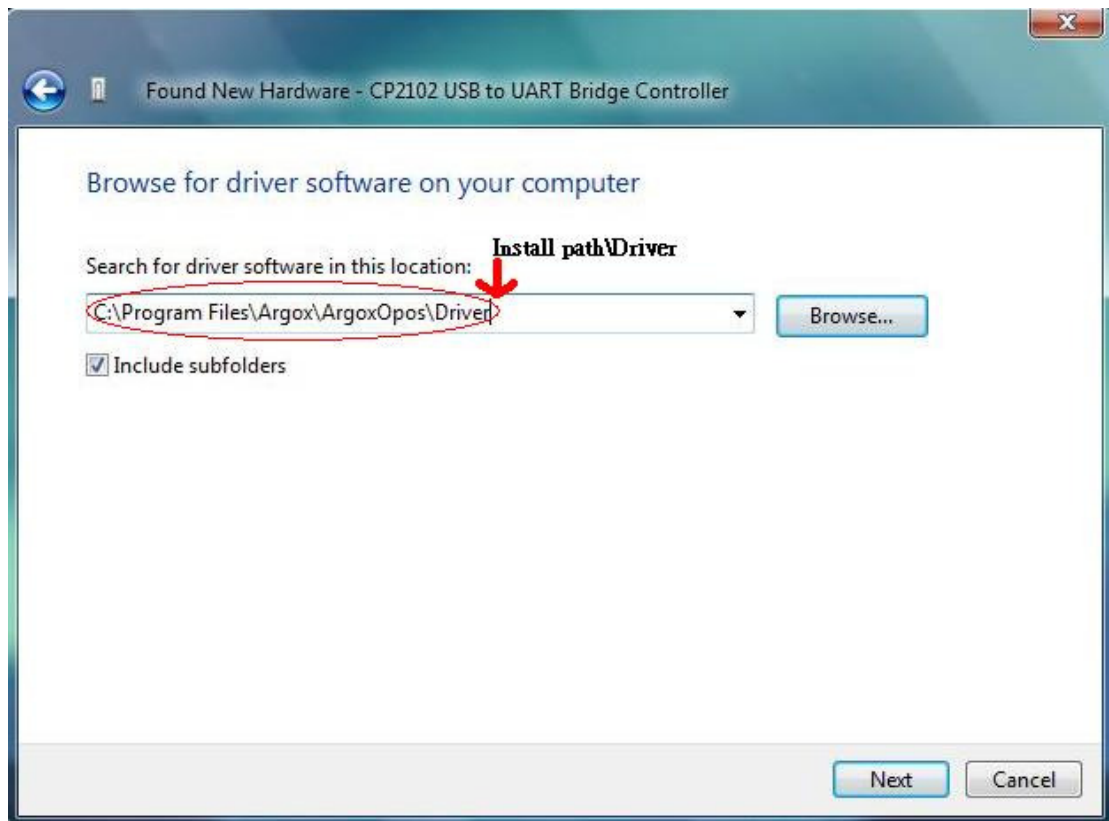 Found New Hardware - CP2102 USB to UART Bridge Controller
Browse for driver software on your computer
Install path\Driver
Search for driver software in this location:
C:\Program Files\Argox\ArgoxOpos\Driver
Browse...
Include subfolders
Next
Cancel